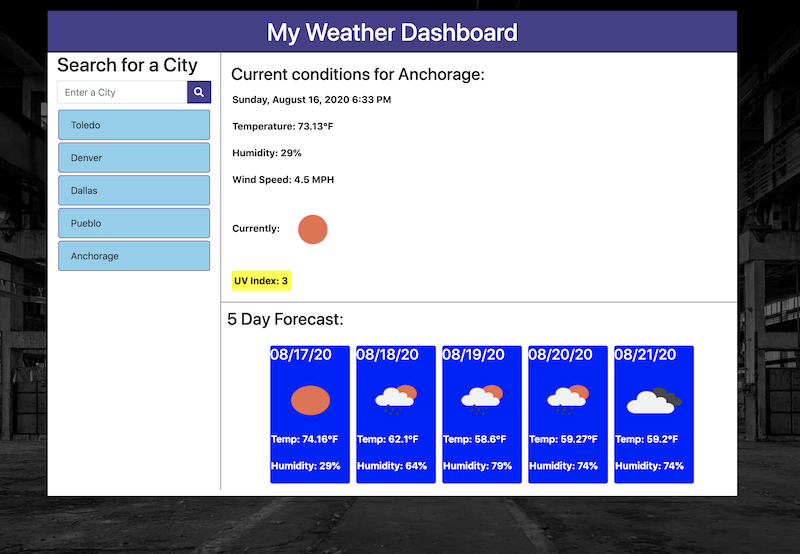 My Weather Dashboard
Search for a City
Enter a City
Toledo
Denver
Dallas
Pueblo
Anchorage
Current conditions for Anchorage:
Sunday, August 16, 2020 6:33 PM
Temperature: 73.13°F
Humidity: 29%
Wind Speed: 4.5 MPH
Currently:
UV Index: 3
5 Day Forecast:
08/17/20
Temp: 74.16°F
Humidity: 29%
08/18/20
Temp: 62.1°F
Humidity: 64%
08/19/20
Temp: 58.6°F
Humidity: 79%
08/20/20
Temp: 59.27°F
Humidity: 74%
08/21/20
Temp: 59.2°F
Humidity: 74%